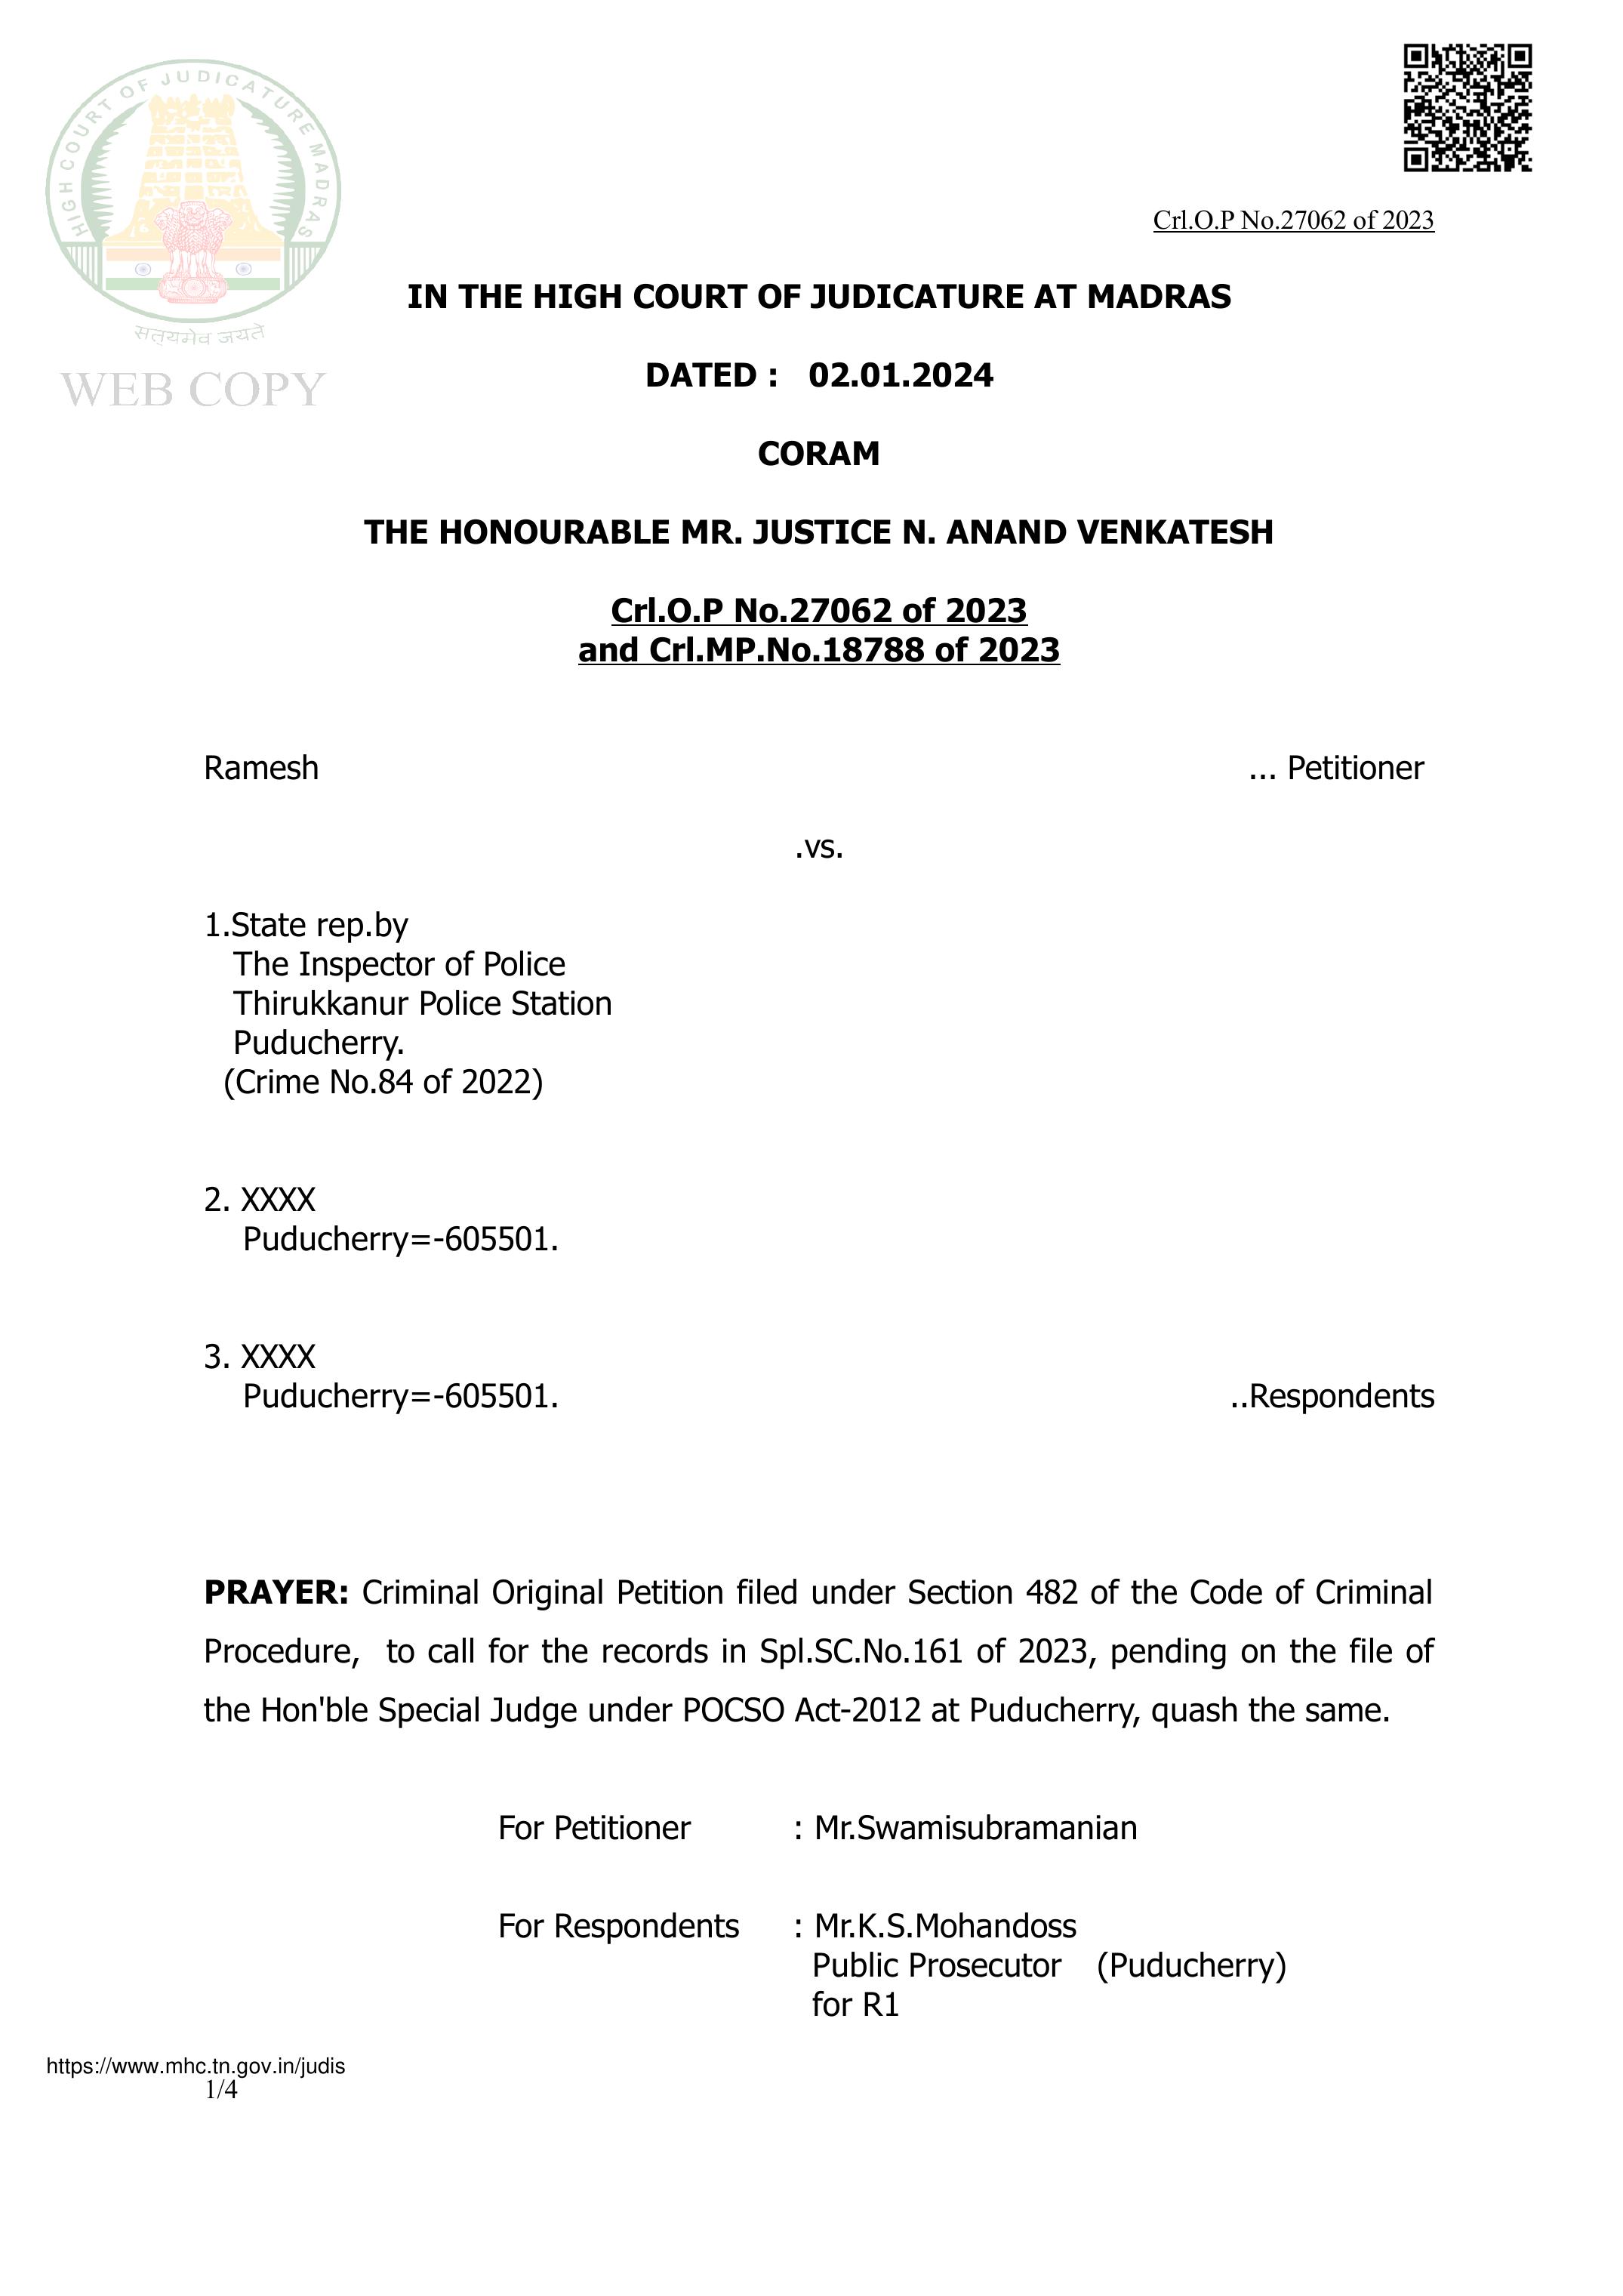 HIGH COURT OF JUDICATURE MADRAS
सत्यमेव जयते
WEB COPY
Crl.O.P No.27062 of 2023
IN THE HIGH COURT OF JUDICATURE AT MADRAS
DATED : 02.01.2024
CORAM
THE HONOURABLE MR. JUSTICE N. ANAND VENKATESH
Crl.O.P No.27062 of 2023
and Crl.MP.No.18788 of 2023
Ramesh ... Petitioner
.vs.
1.State rep.by
The Inspector of Police
Thirukkanur Police Station
Puducherry.
(Crime No.84 of 2022)
2. XXXX
Puducherry=-605501.
3. XXXX
Puducherry=-605501. ..Respondents
PRAYER: Criminal Original Petition filed under Section 482 of the Code of Criminal
Procedure, to call for the records in Spl.SC.No.161 of 2023, pending on the file of
the Hon'ble Special Judge under POCSO Act-2012 at Puducherry, quash the same.
For Petitioner : Mr.Swamisubramanian
For Respondents : Mr.K.S.Mohandoss
Public Prosecutor (Puducherry)
for R1
https://www.mhc.tn.gov.in/judis
1/4